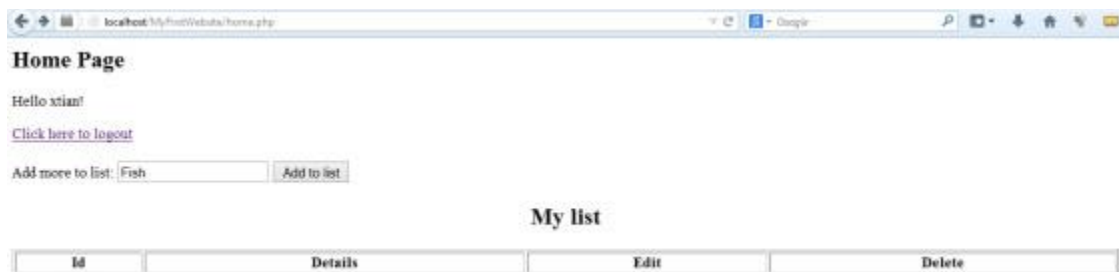 localhost/MyFirstWebsite/home.php
Google
Home Page
Hello xtian!
Click here to logout
Add more to list: Fish Add to list
My list
Id Details Edit Delete